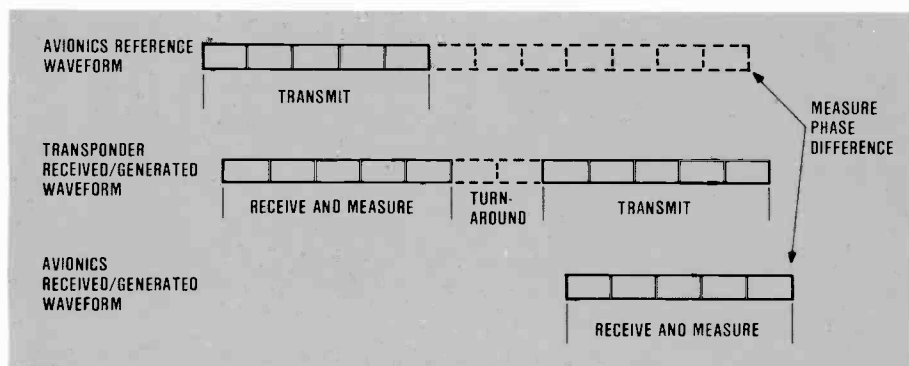 AVIONICS REFERENCE
WAVEFORM
TRANSMIT
MEASURE
PHASE
DIFFERENCE
TRANSPONDER
RECEIVED/GENERATED
WAVEFORM
RECEIVE AND MEASURE
TURN-
AROUND
TRANSMIT
AVIONICS
RECEIVED/GENERATED
WAVEFORM
RECEIVE AND MEASURE